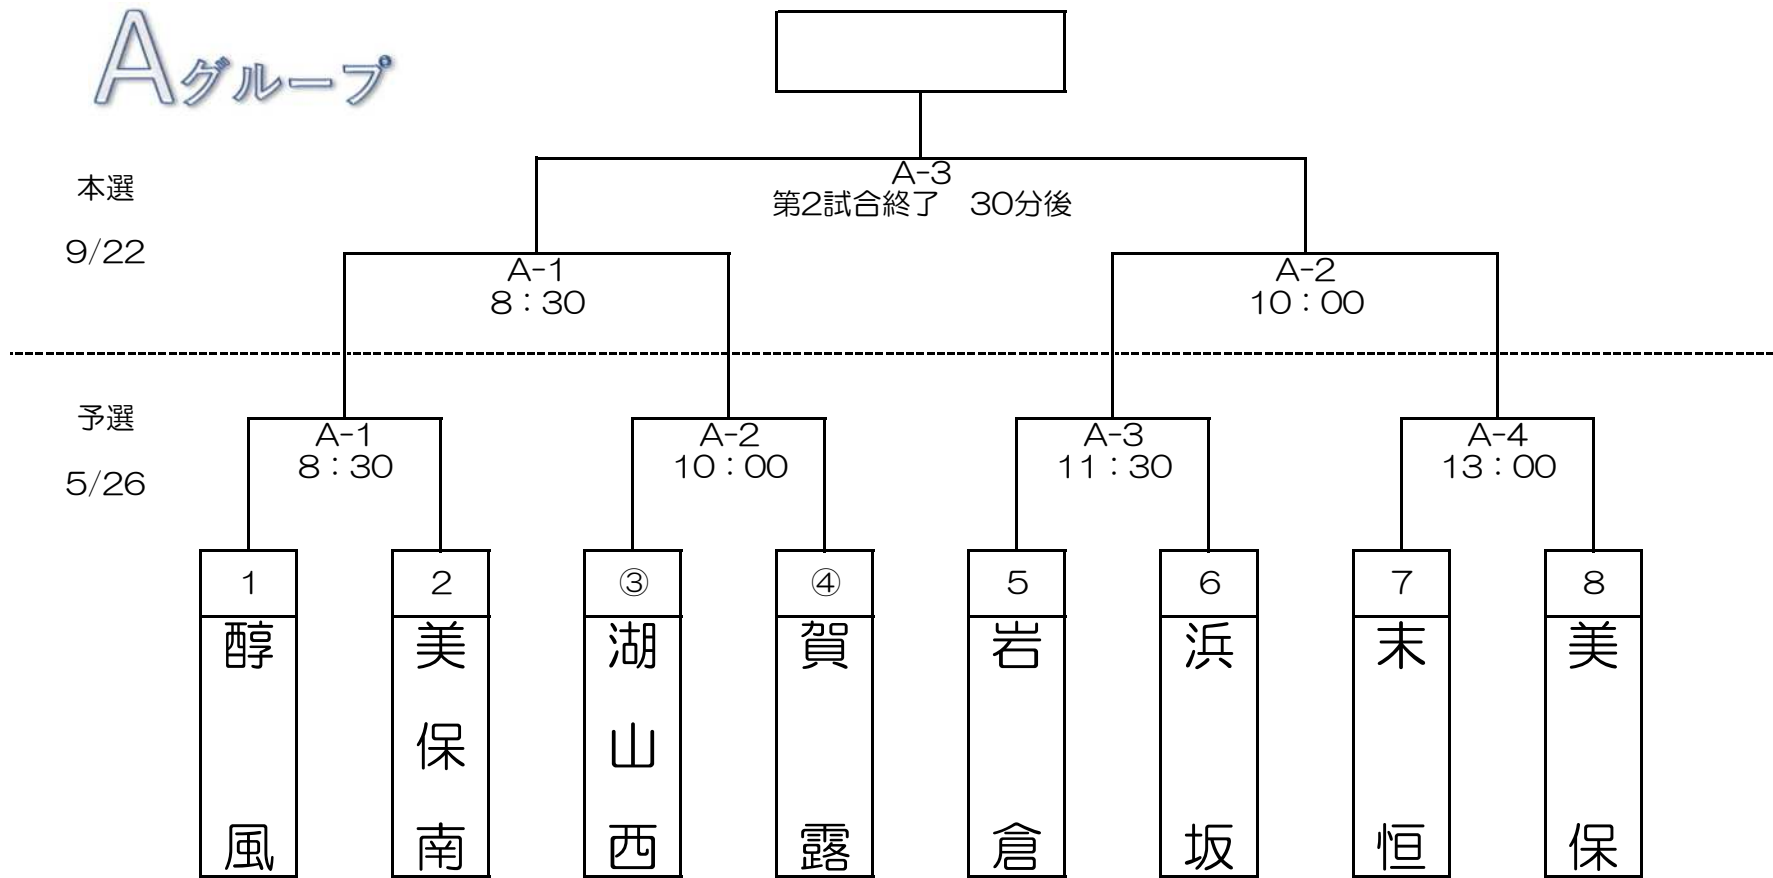 Aグループ
A-3
第2試合終了　30分後
本選
9/22
A-1
8：30
A-2
10：00
予選
5/26
A-1
8：30
A-2
10：00
A-3
11：30
A-4
13：00
1
2
③
④
5
6
7
8
醇風
美保南
湖山西
賀露
岩倉
浜坂
末恒
美保